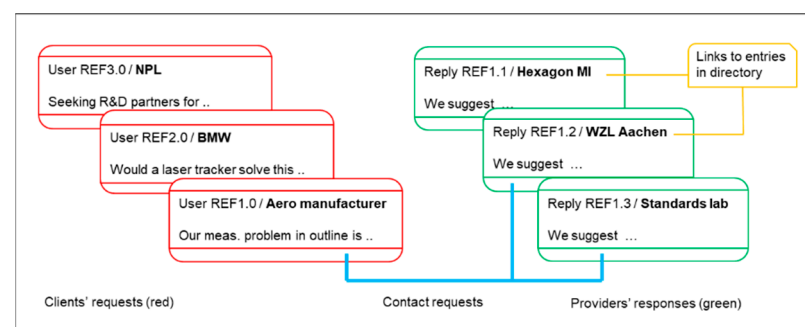 User REF3.0 / NPL
Seeking R&D partners for ..
User REF2.0 / BMW
Would a laser tracker solve this ..
User REF1.0 / Aero manufacturer
Our meas. problem in outline is ..
Reply REF1.1 / Hexagon MI
We suggest ...
Reply REF1.2 / WZL Aachen
We suggest ...
Reply REF1.3 / Standards lab
We suggest ...
Links to entries
in directory
Clients' requests (red)
Contact requests
Providers' responses (green)